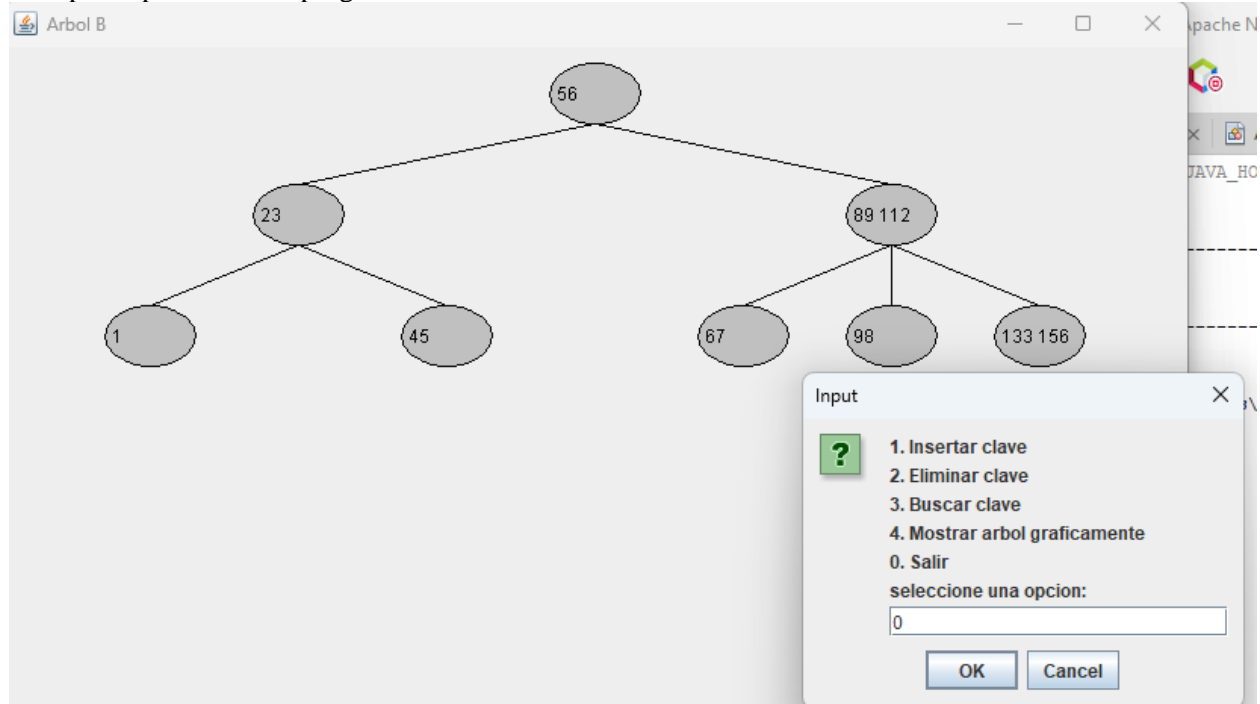 Arbol B
Apache N
56
23
89 112
JAVA_HO
1
45
67
98
133 156
Input
1. Insertar clave
2. Eliminar clave
3. Buscar clave
4. Mostrar arbol graficamente
0. Salir
seleccione una opcion:
0
OK
Cancel